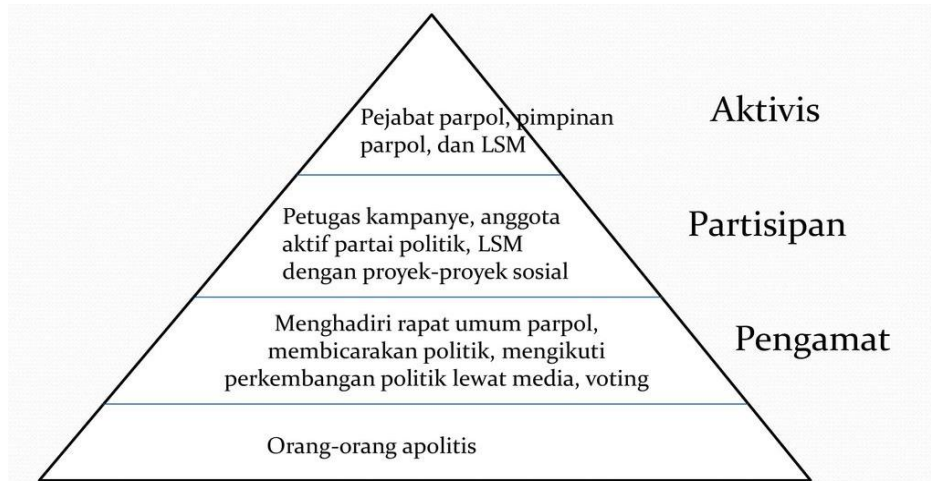 Pejabat parpol, pimpinan
parpol, dan LSM
Aktivis
Petugas kampanye, anggota
aktif partai politik, LSM
dengan proyek-proyek sosial
Partisipan
Menghadiri rapat umum parpol,
membicarakan politik, mengikuti
perkembangan politik lewat media, voting
Pengamat
Orang-orang apolitis